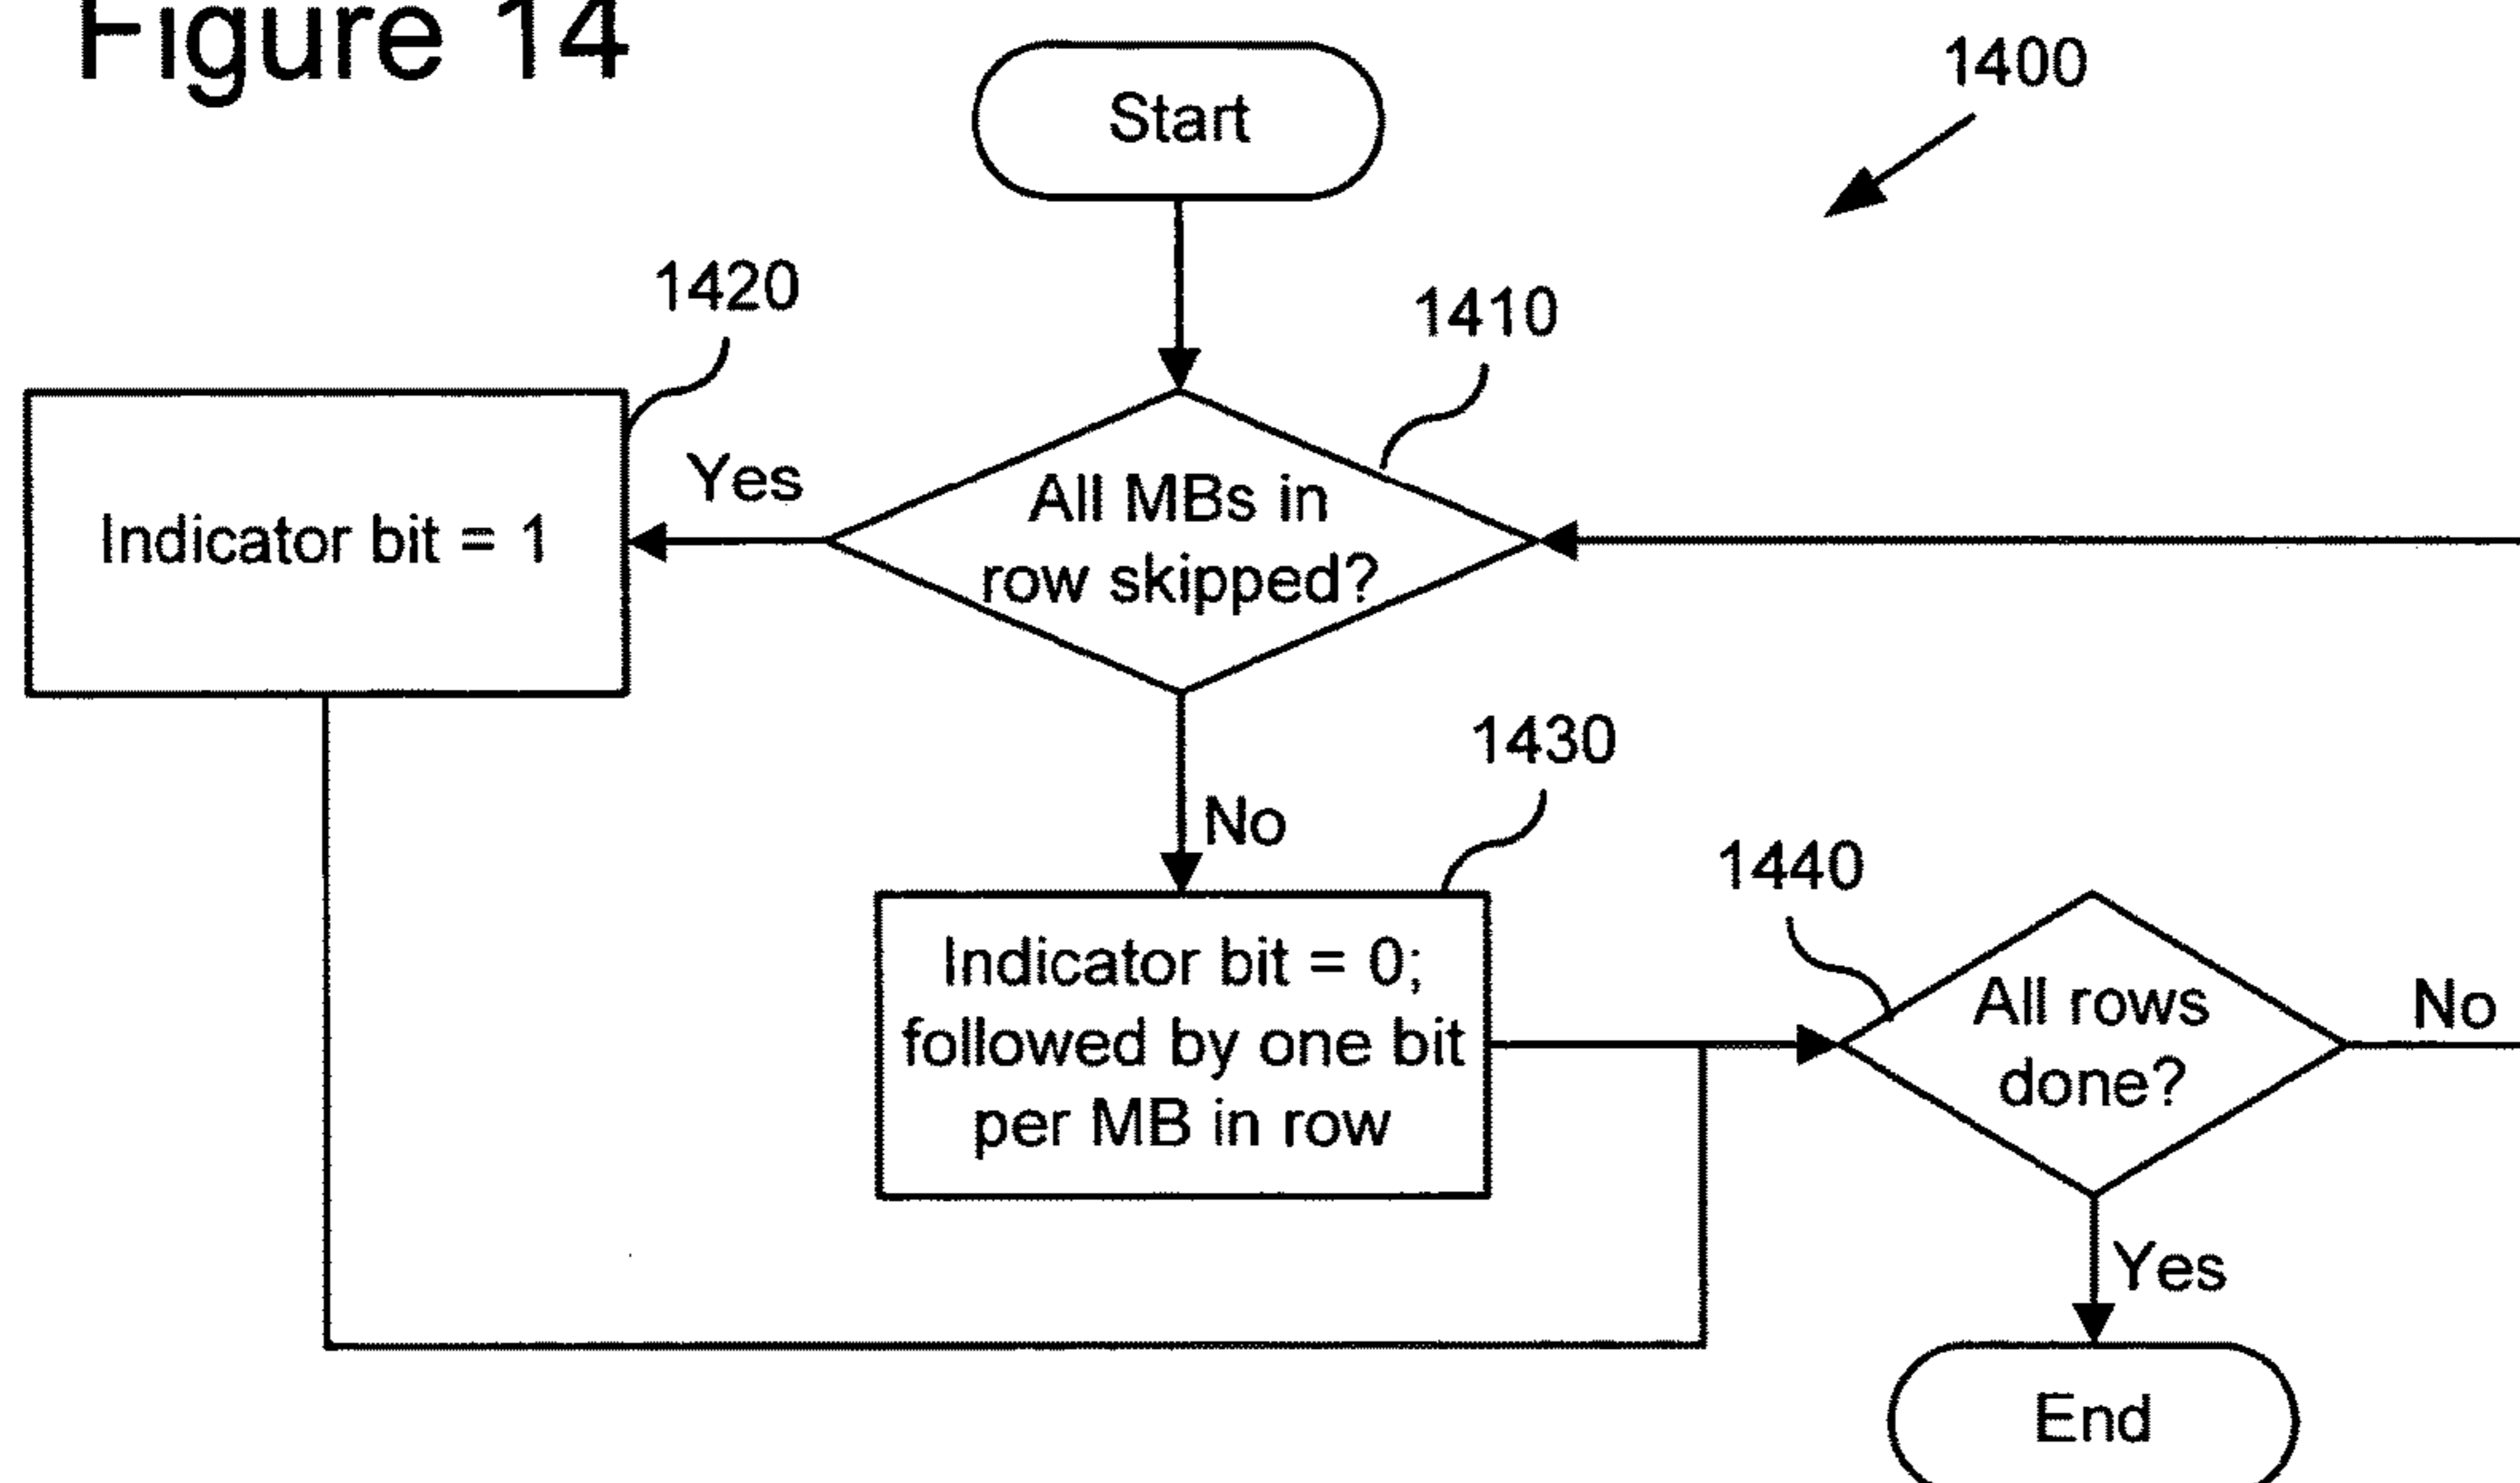 Figure 14
Start
1400
1420
1410
Indicator bit = 1
Yes
All MBs in
row skipped?
No
1430
1440
Indicator bit = 0;
followed by one bit
per MB in row
All rows
done?
No
Yes
End